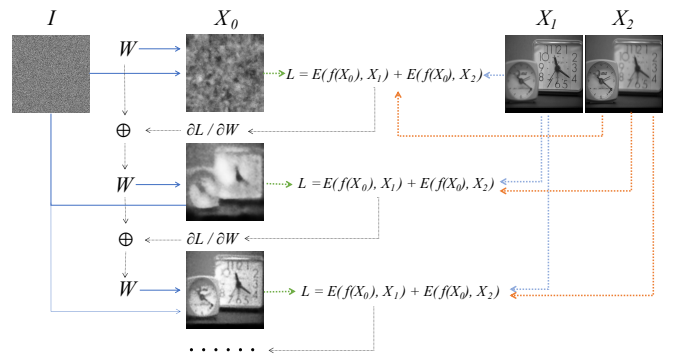 I X₀ X₁ X₂
W
L = E(f(X₀), X₁) + E(f(X₀), X₂)
⊕ ∂L / ∂W
W
L = E(f(X₀), X₁) + E(f(X₀), X₂)
⊕ ∂L / ∂W
W
L = E(f(X₀), X₁) + E(f(X₀), X₂)
......